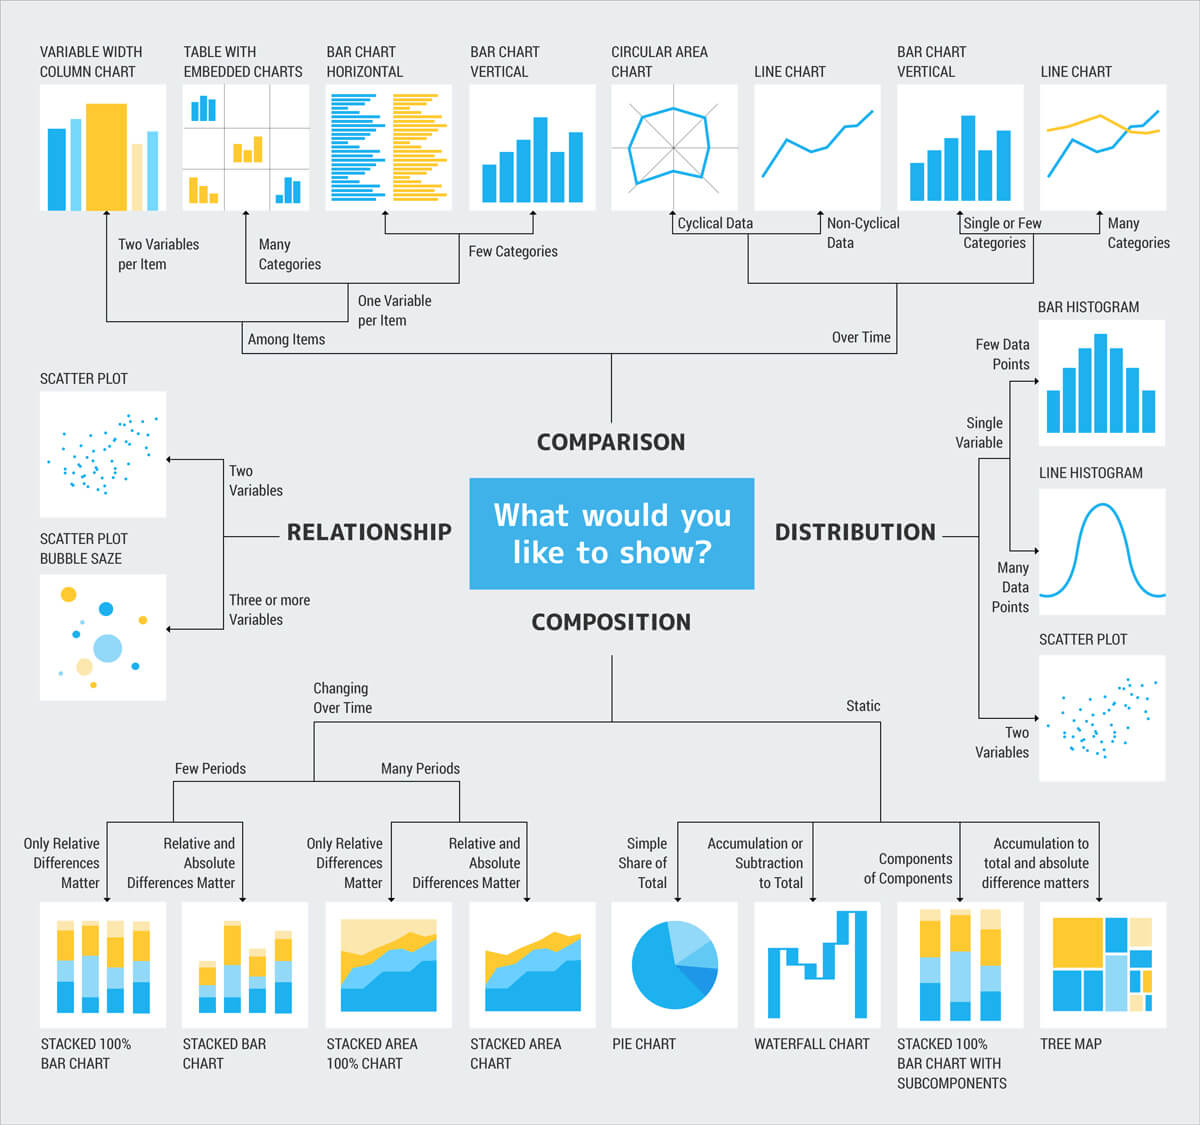 VARIABLE WIDTH
COLUMN CHART
TABLE WITH
EMBEDDED CHARTS
BAR CHART
HORIZONTAL
BAR CHART
VERTICAL
CIRCULAR AREA
CHART
LINE CHART
BAR CHART
VERTICAL
LINE CHART
Two Variables
per Item
Many
Categories
Few Categories
Cyclical Data
Non-Cyclical
Data
Single or Few
Categories
Many
Categories
One Variable
per Item
Among Items
Over Time
COMPARISON
SCATTER PLOT
Two
Variables
SCATTER PLOT
BUBBLE SAZE
Three or more
Variables
RELATIONSHIP
What would you
like to show?
DISTRIBUTION
BAR HISTOGRAM
Few Data
Points
Single
Variable
LINE HISTOGRAM
Many
Data
Points
SCATTER PLOT
Two
Variables
COMPOSITION
Changing
Over Time
Static
Few Periods
Many Periods
Only Relative
Differences
Matter
Relative and
Absolute
Differences Matter
Only Relative
Differences
Matter
Relative and
Absolute
Differences Matter
Simple
Share of
Total
Accumulation or
Subtraction
to Total
Components
of Components
Accumulation to
total and absolute
difference matters
STACKED 100%
BAR CHART
STACKED BAR
CHART
STACKED AREA
100% CHART
STACKED AREA
CHART
PIE CHART
WATERFALL CHART
STACKED 100%
BAR CHART WITH
SUBCOMPONENTS
TREE MAP